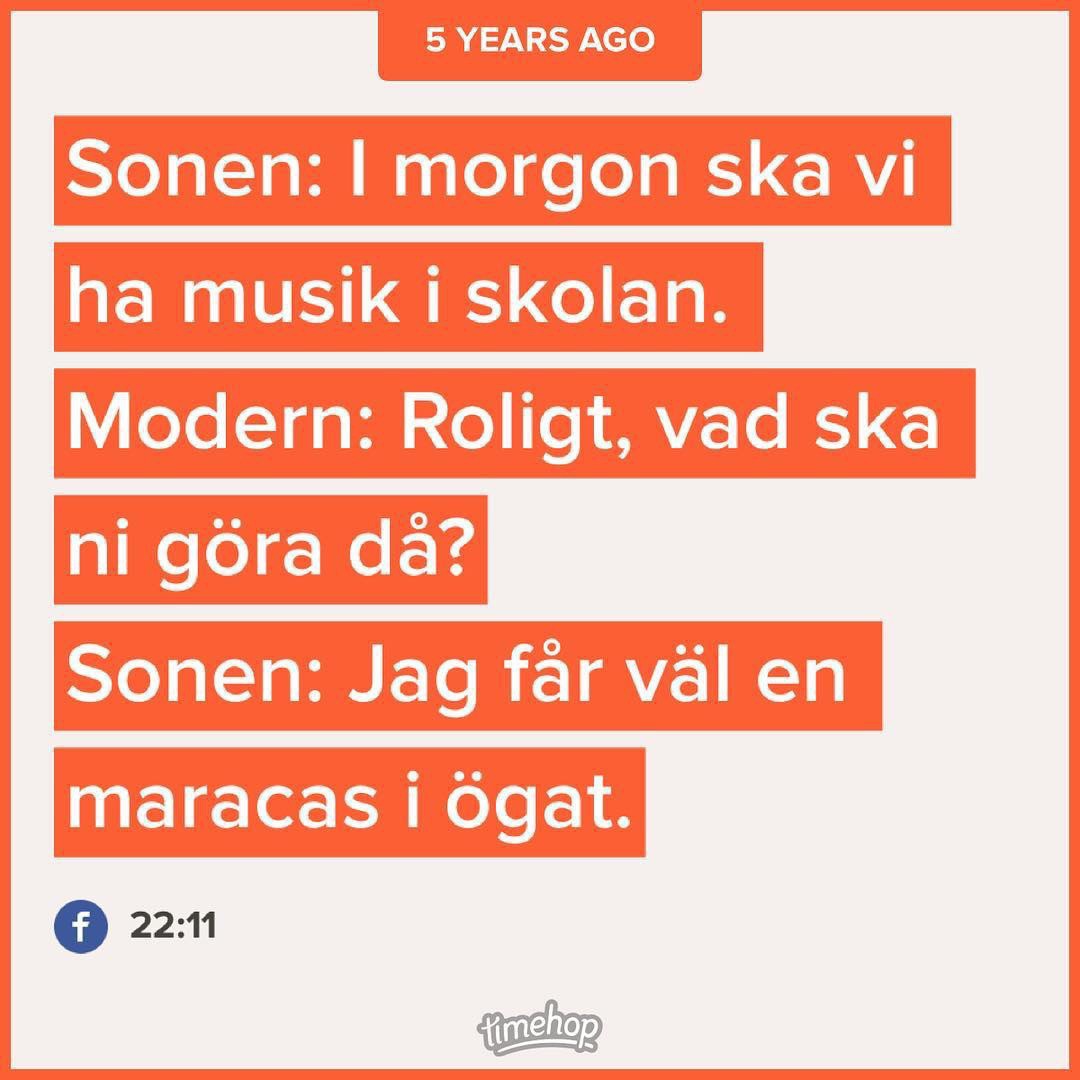 5 YEARS AGO
Sonen: I morgon ska vi
ha musik i skolan.
Modern: Roligt, vad ska
ni göra då?
Sonen: Jag får väl en
maracas i ögat.
f 22:11
timehop